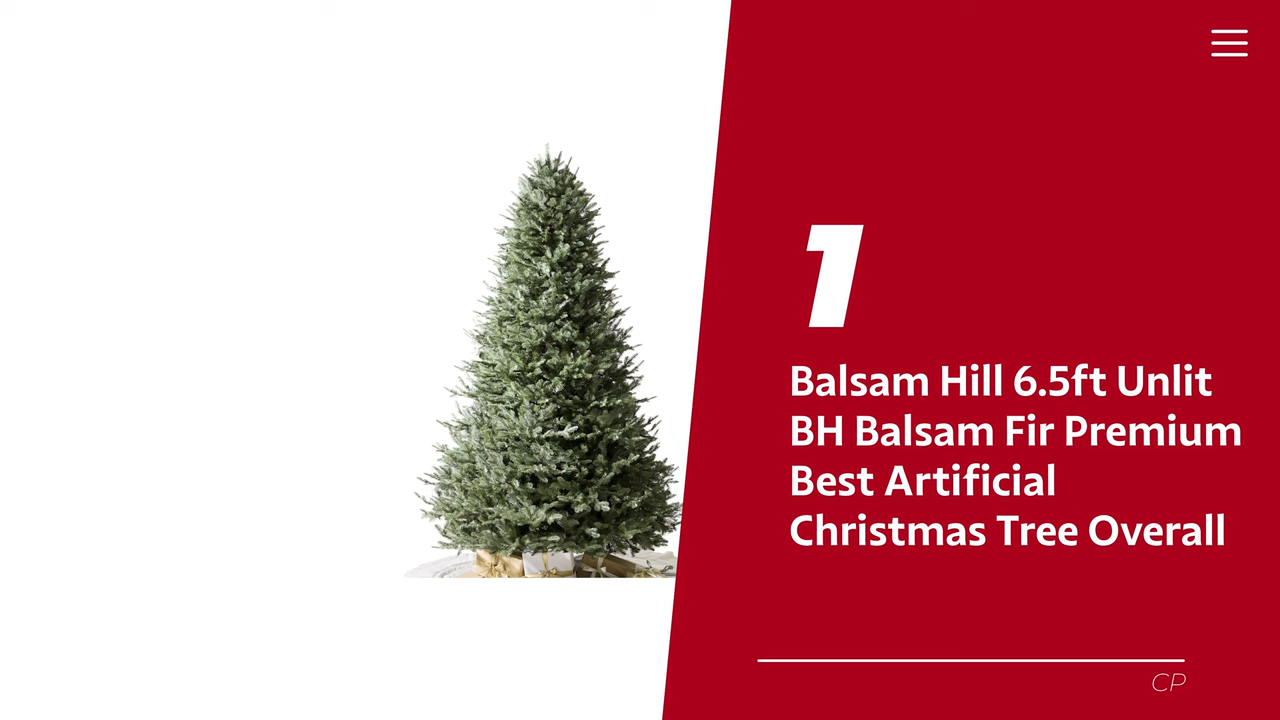 1
Balsam Hill 6.5ft Unlit
BH Balsam Fir Premium
Best Artificial
Christmas Tree Overall
CP